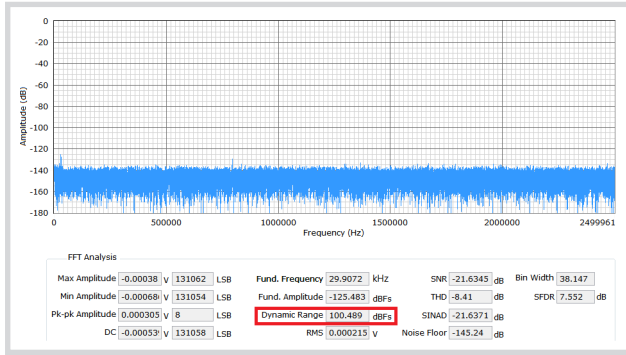 0
-20
-40
-60
-80
-100
-120
-140
-160
-180
Amplitude (dB)
0 500000 1000000 1500000 2000000 2499961
Frequency (Hz)
FFT Analysis
Max Amplitude -0.00038 V 131062 LSB Fund. Frequency 29.9072 kHz SNR -21.6345 dB Bin Width 38.147
Min Amplitude -0.00068 V 131054 LSB Fund. Amplitude -125.483 dBFs THD -8.41 dB SFDR 7.552 dB
Pk-pk Amplitude 0.000305 V 8 LSB Dynamic Range 100.489 dBFs SINAD -21.6371 dB
DC -0.00053 V 131058 LSB RMS 0.000215 V Noise Floor -145.24 dB